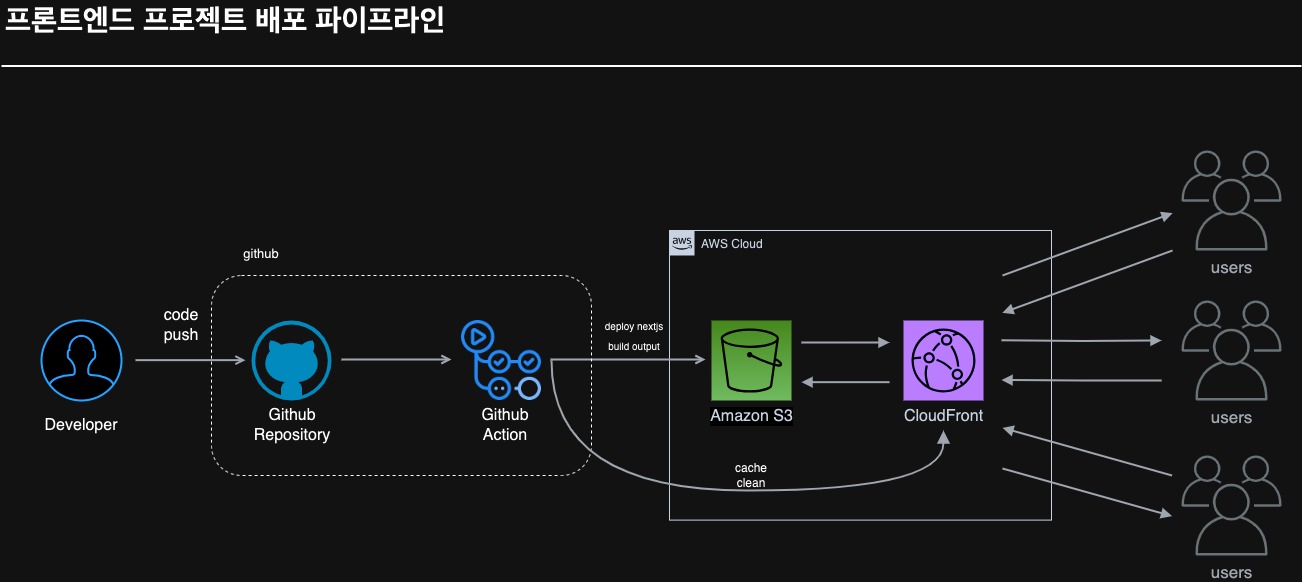 프론트엔드 프로젝트 배포 파이프라인
github
code
push
Developer
Github
Repository
Github
Action
deploy nextjs
build output
aws
AWS Cloud
Amazon S3
CloudFront
cache
clean
users
users
users